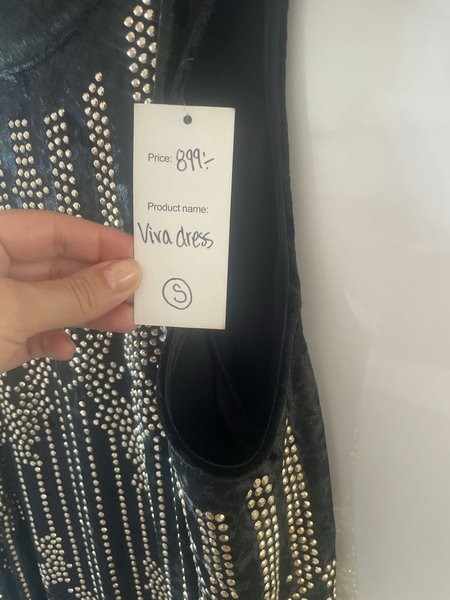 Price: 899:-
Product name:
Viva dress
S